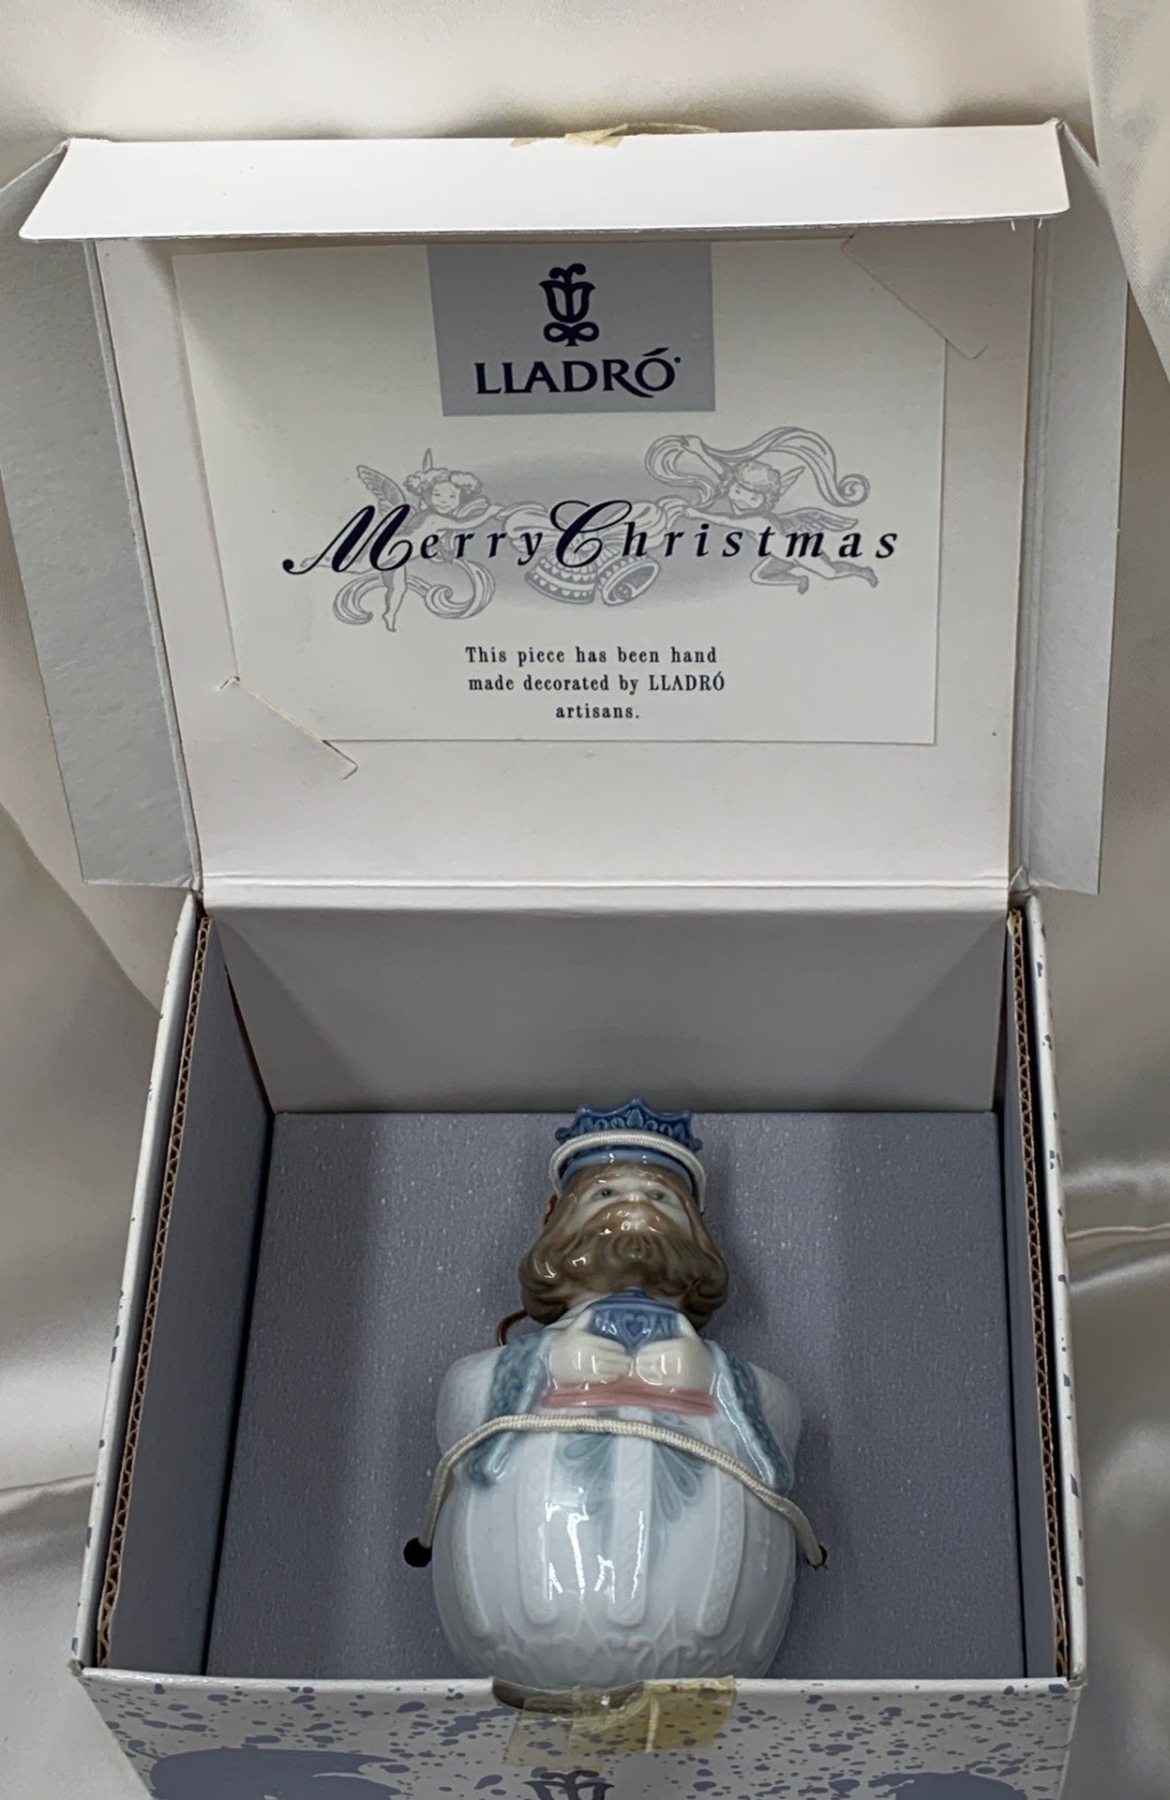 LLADRÓ
Merry Christmas
This piece has been hand
made decorated by LLADRÓ
artisans.